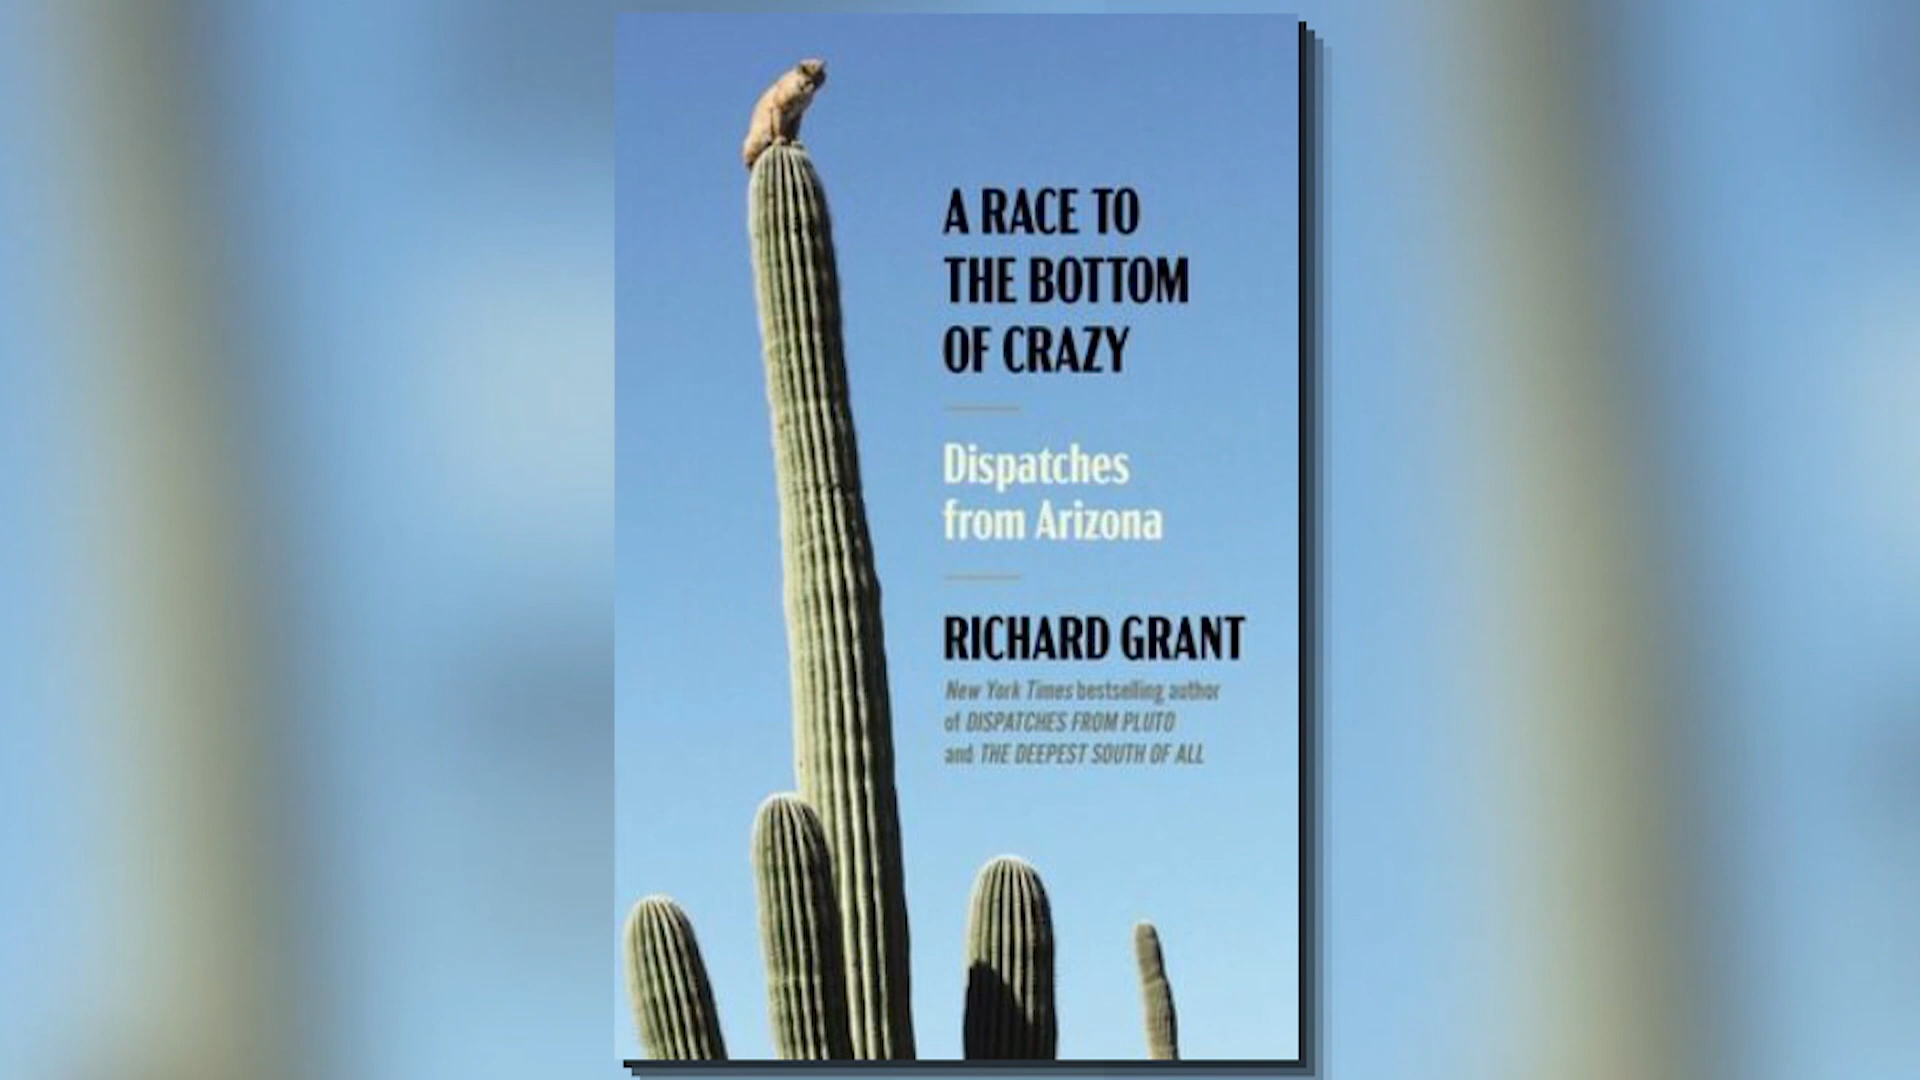 A RACE TO
THE BOTTOM
OF CRAZY
Dispatches
from Arizona
RICHARD GRANT
New York Times bestselling author
of DISPATCHES FROM PLUTO
and THE DEEPEST SOUTH OF ALL